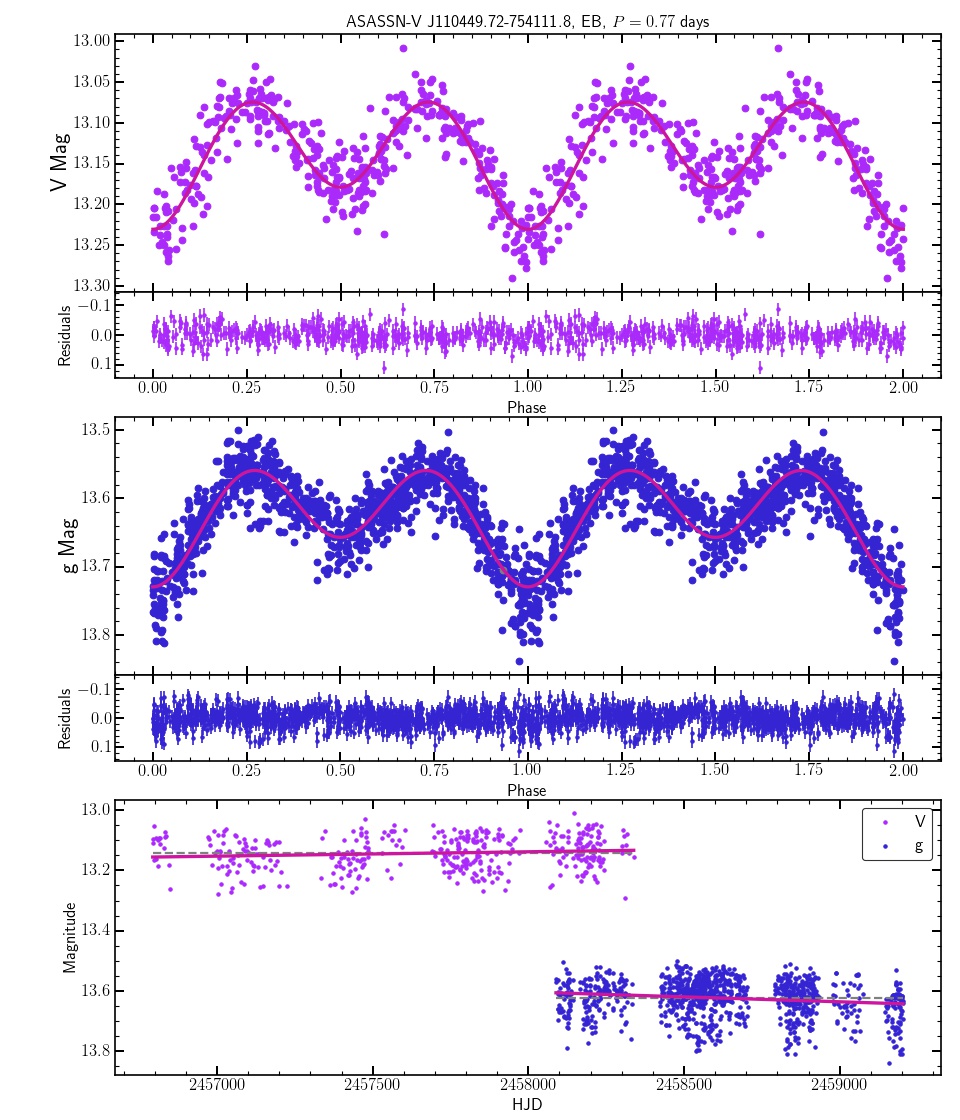 ASASSN-V J110449.72-754111.8, EB, P = 0.77 days
13.00
13.05
13.10
13.15
13.20
13.25
13.30
V Mag
−0.1
0.0
0.1
Residuals
0.00 0.25 0.50 0.75 1.00 1.25 1.50 1.75 2.00
Phase
13.5
13.6
13.7
13.8
g Mag
−0.1
0.0
0.1
Residuals
0.00 0.25 0.50 0.75 1.00 1.25 1.50 1.75 2.00
Phase
13.0
13.2
13.4
13.6
13.8
Magnitude
V
g
2457000 2457500 2458000 2458500 2459000
HJD